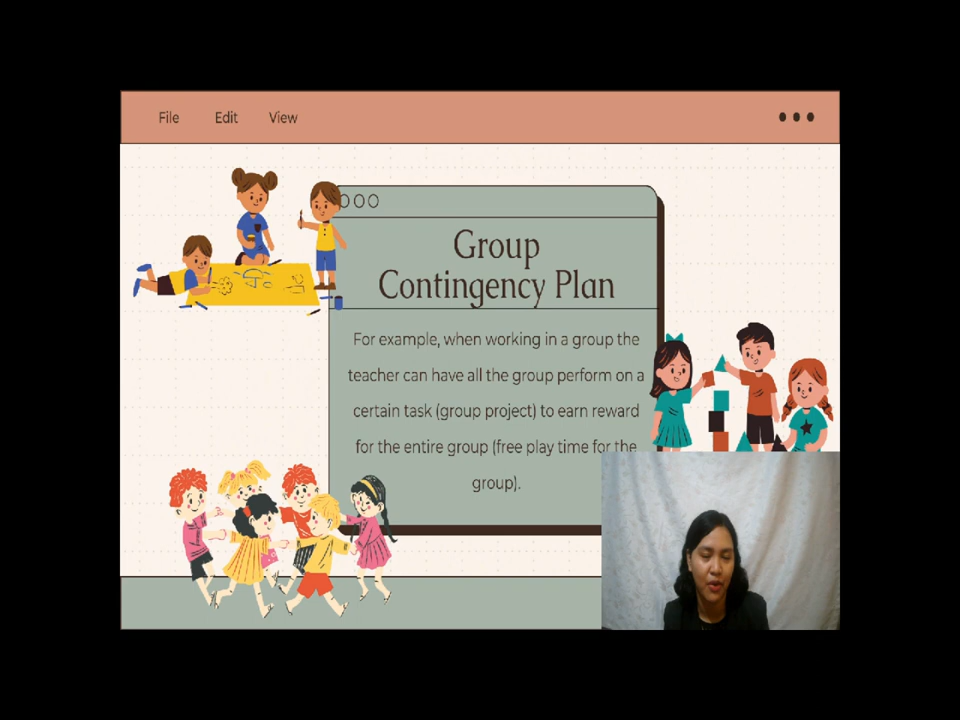 File Edit View
Group
Contingency Plan
For example, when working in a group the
teacher can have all the group perform on a
certain task (group project) to earn reward
for the entire group (free play time for the
group).